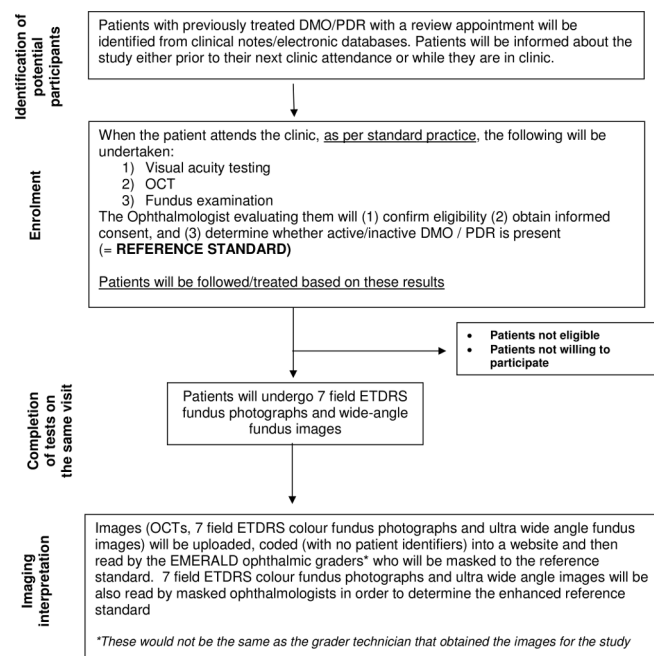 Identification of
potential
participants
Patients with previously treated DMO/PDR with a review appointment will be
identified from clinical notes/electronic databases. Patients will be informed about the
study either prior to their next clinic attendance or while they are in clinic.
Enrolment
When the patient attends the clinic, as per standard practice, the following will be
undertaken:
1) Visual acuity testing
2) OCT
3) Fundus examination
The Ophthalmologist evaluating them will (1) confirm eligibility (2) obtain informed
consent, and (3) determine whether active/inactive DMO / PDR is present
(= REFERENCE STANDARD)
Patients will be followed/treated based on these results
• Patients not eligible
• Patients not willing to
participate
Completion
of tests on
the same visit
Patients will undergo 7 field ETDRS
fundus photographs and wide-angle
fundus images
Imaging
interpretation
Images (OCTs, 7 field ETDRS colour fundus photographs and ultra wide angle fundus
images) will be uploaded, coded (with no patient identifiers) into a website and then
read by the EMERALD ophthalmic graders* who will be masked to the reference
standard. 7 field ETDRS colour fundus photographs and ultra wide angle images will be
also read by masked ophthalmologists in order to determine the enhanced reference
standard
*These would not be the same as the grader technician that obtained the images for the study